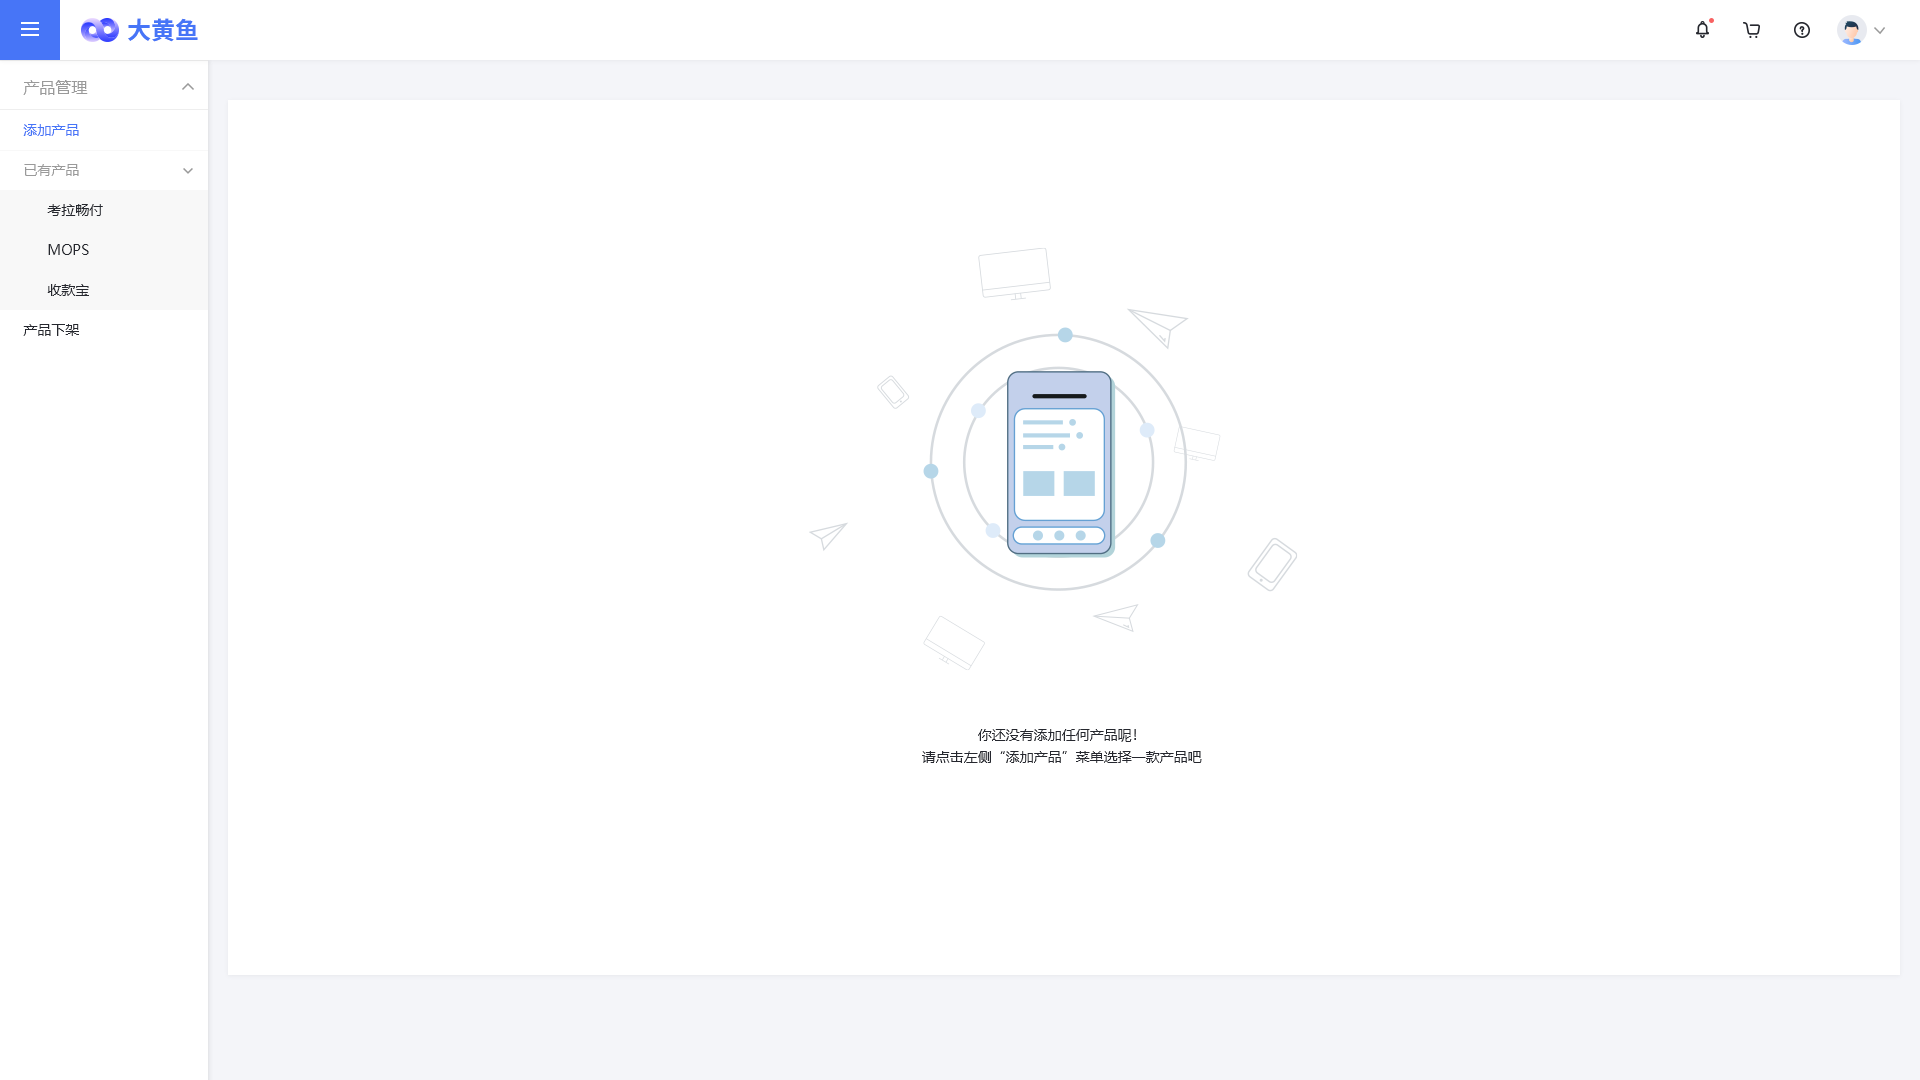 大黄鱼
产品管理
添加产品
已有产品
考拉畅付
MOPS
收款宝
产品下架
你还没有添加任何产品呢！
请点击左侧“添加产品”菜单选择一款产品吧